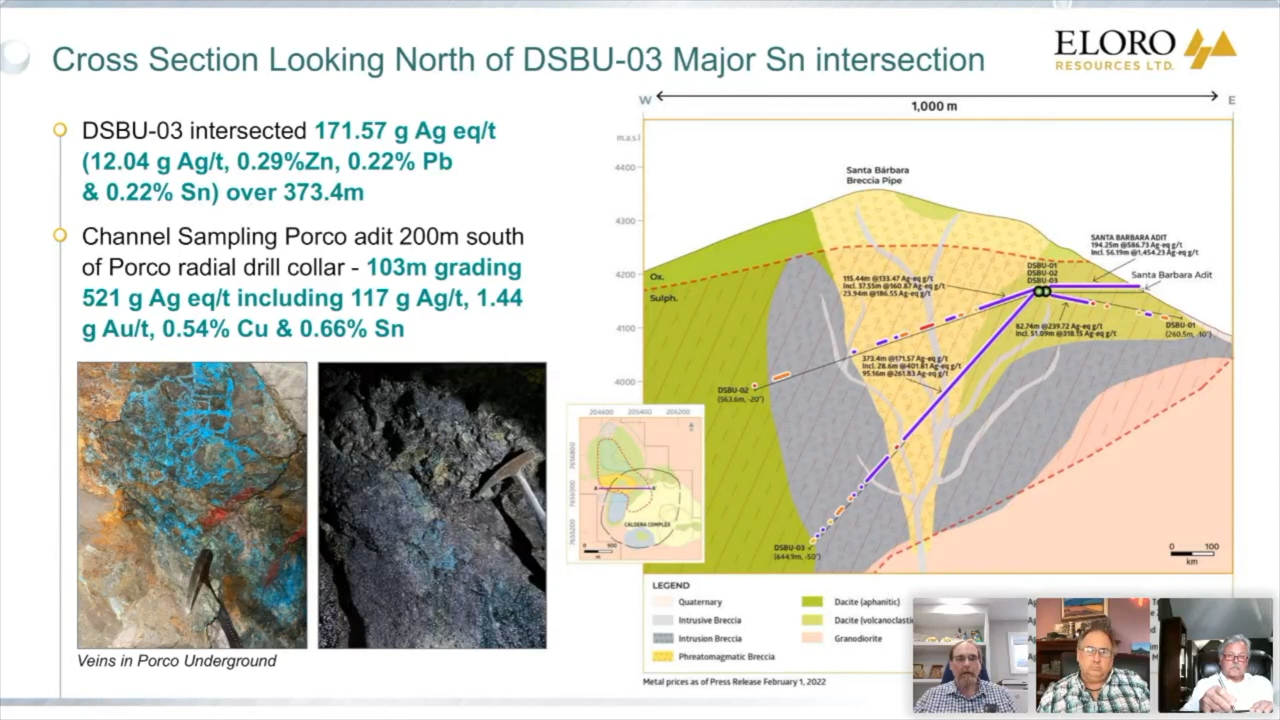 Cross Section Looking North of DSBU-03 Major Sn intersection
ELORO
RESOURCES LTD.
DSBU-03 intersected 171.57 g Ag eq/t
(12.04 g Ag/t, 0.29%Zn, 0.22% Pb
& 0.22% Sn) over 373.4m
Channel Sampling Porco adit 200m south
of Porco radial drill collar - 103m grading
521 g Ag eq/t including 117 g Ag/t, 1.44
g Au/t, 0.54% Cu & 0.66% Sn
Veins in Porco Underground
W
E
1,000 m
m.a.s.l
4400
4300
4200
4100
4000
Santa Bárbara
Breccia Pipe
Ox.
Sulph.
SANTA BARBARA ADIT
194.25m @586.73 Ag-eq g/t
Incl. 56.19m @1,454.23 Ag-eq g/t
Santa Barbara Adit
DSBU-01
DSBU-02
DSBU-03
115.44m @133.47 Ag-eq g/t
Incl. 37.55m @160.87 Ag-eq g/t
23.94m @186.55 Ag-eq g/t
82.74m @239.72 Ag-eq g/t
Incl. 51.09m @318.15 Ag-eq g/t
DSBU-01
(260.5m, -10°)
373.4m @171.57 Ag-eq g/t
Incl. 28.6m @401.81 Ag-eq g/t
95.16m @261.83 Ag-eq g/t
DSBU-02
(563.6m, -20°)
DSBU-03
(644.9m, -50°)
204600 205400 206200
7656800
7656000
7655200
A
CALDERA COMPLEX
0 500
m
0 100
km
LEGEND
Quaternary
Intrusive Breccia
Intrusion Breccia
Phreatomagmatic Breccia
Dacite (aphanitic)
Dacite (volcanoclasti
Granodiorite
Metal prices as of Press Release February 1, 2022